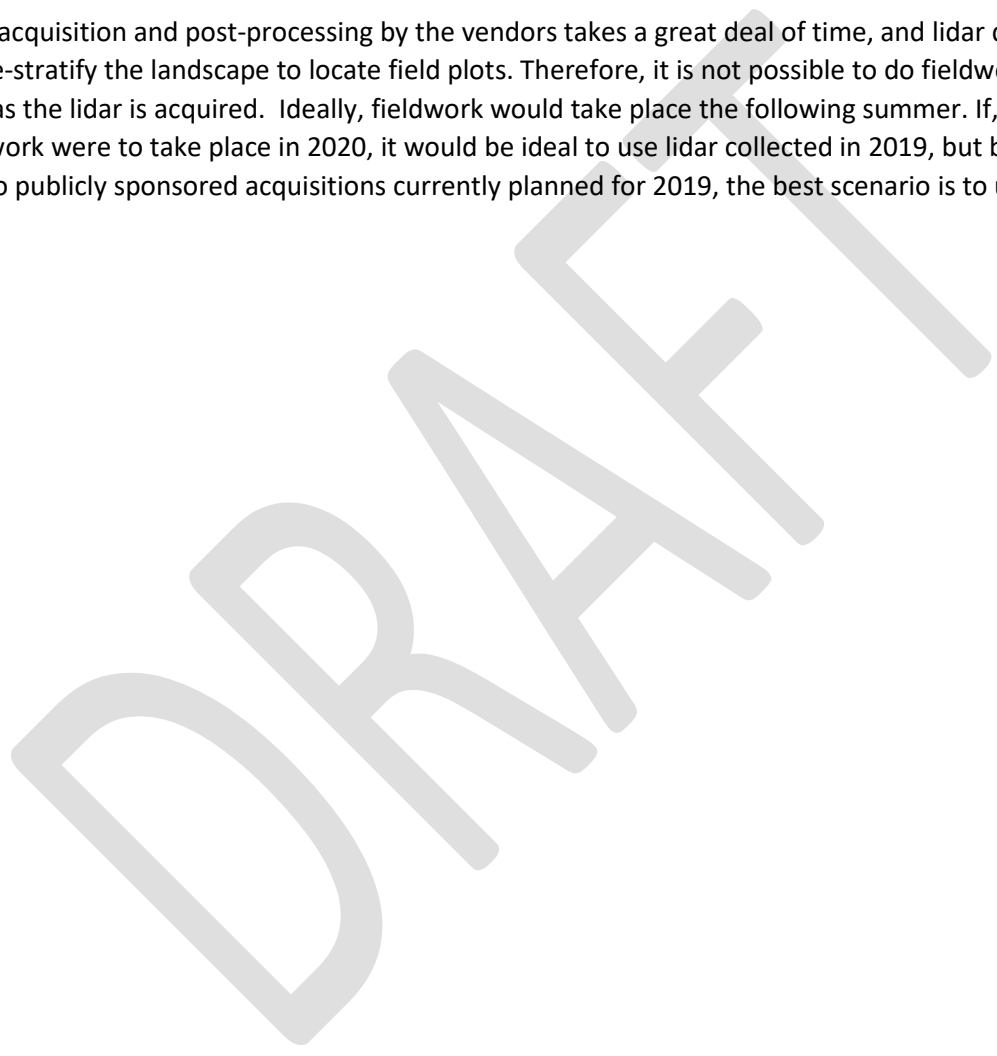 acquisition and post-processing by the vendors takes a great deal of time, and lidar
e-stratify the landscape to locate field plots. Therefore, it is not possible to do
as the lidar is acquired.  Ideally, fieldwork would take place the following summer. If,
work were to take place in 2020, it would be ideal to use lidar collected in 2019, but
publicly sponsored acquisitions currently planned for 2019, the best scenario is to
DRAFT